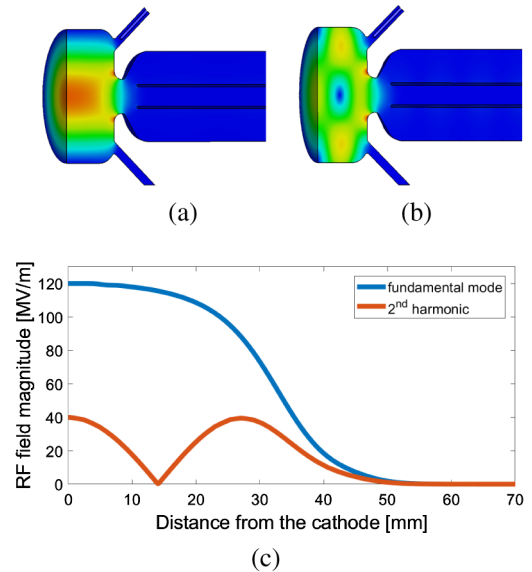 (a)
(b)
RF field magnitude [MV/m]
120
100
80
60
40
20
0
fundamental mode
2nd harmonic
0 10 20 30 40 50 60 70
Distance from the cathode [mm]
(c)